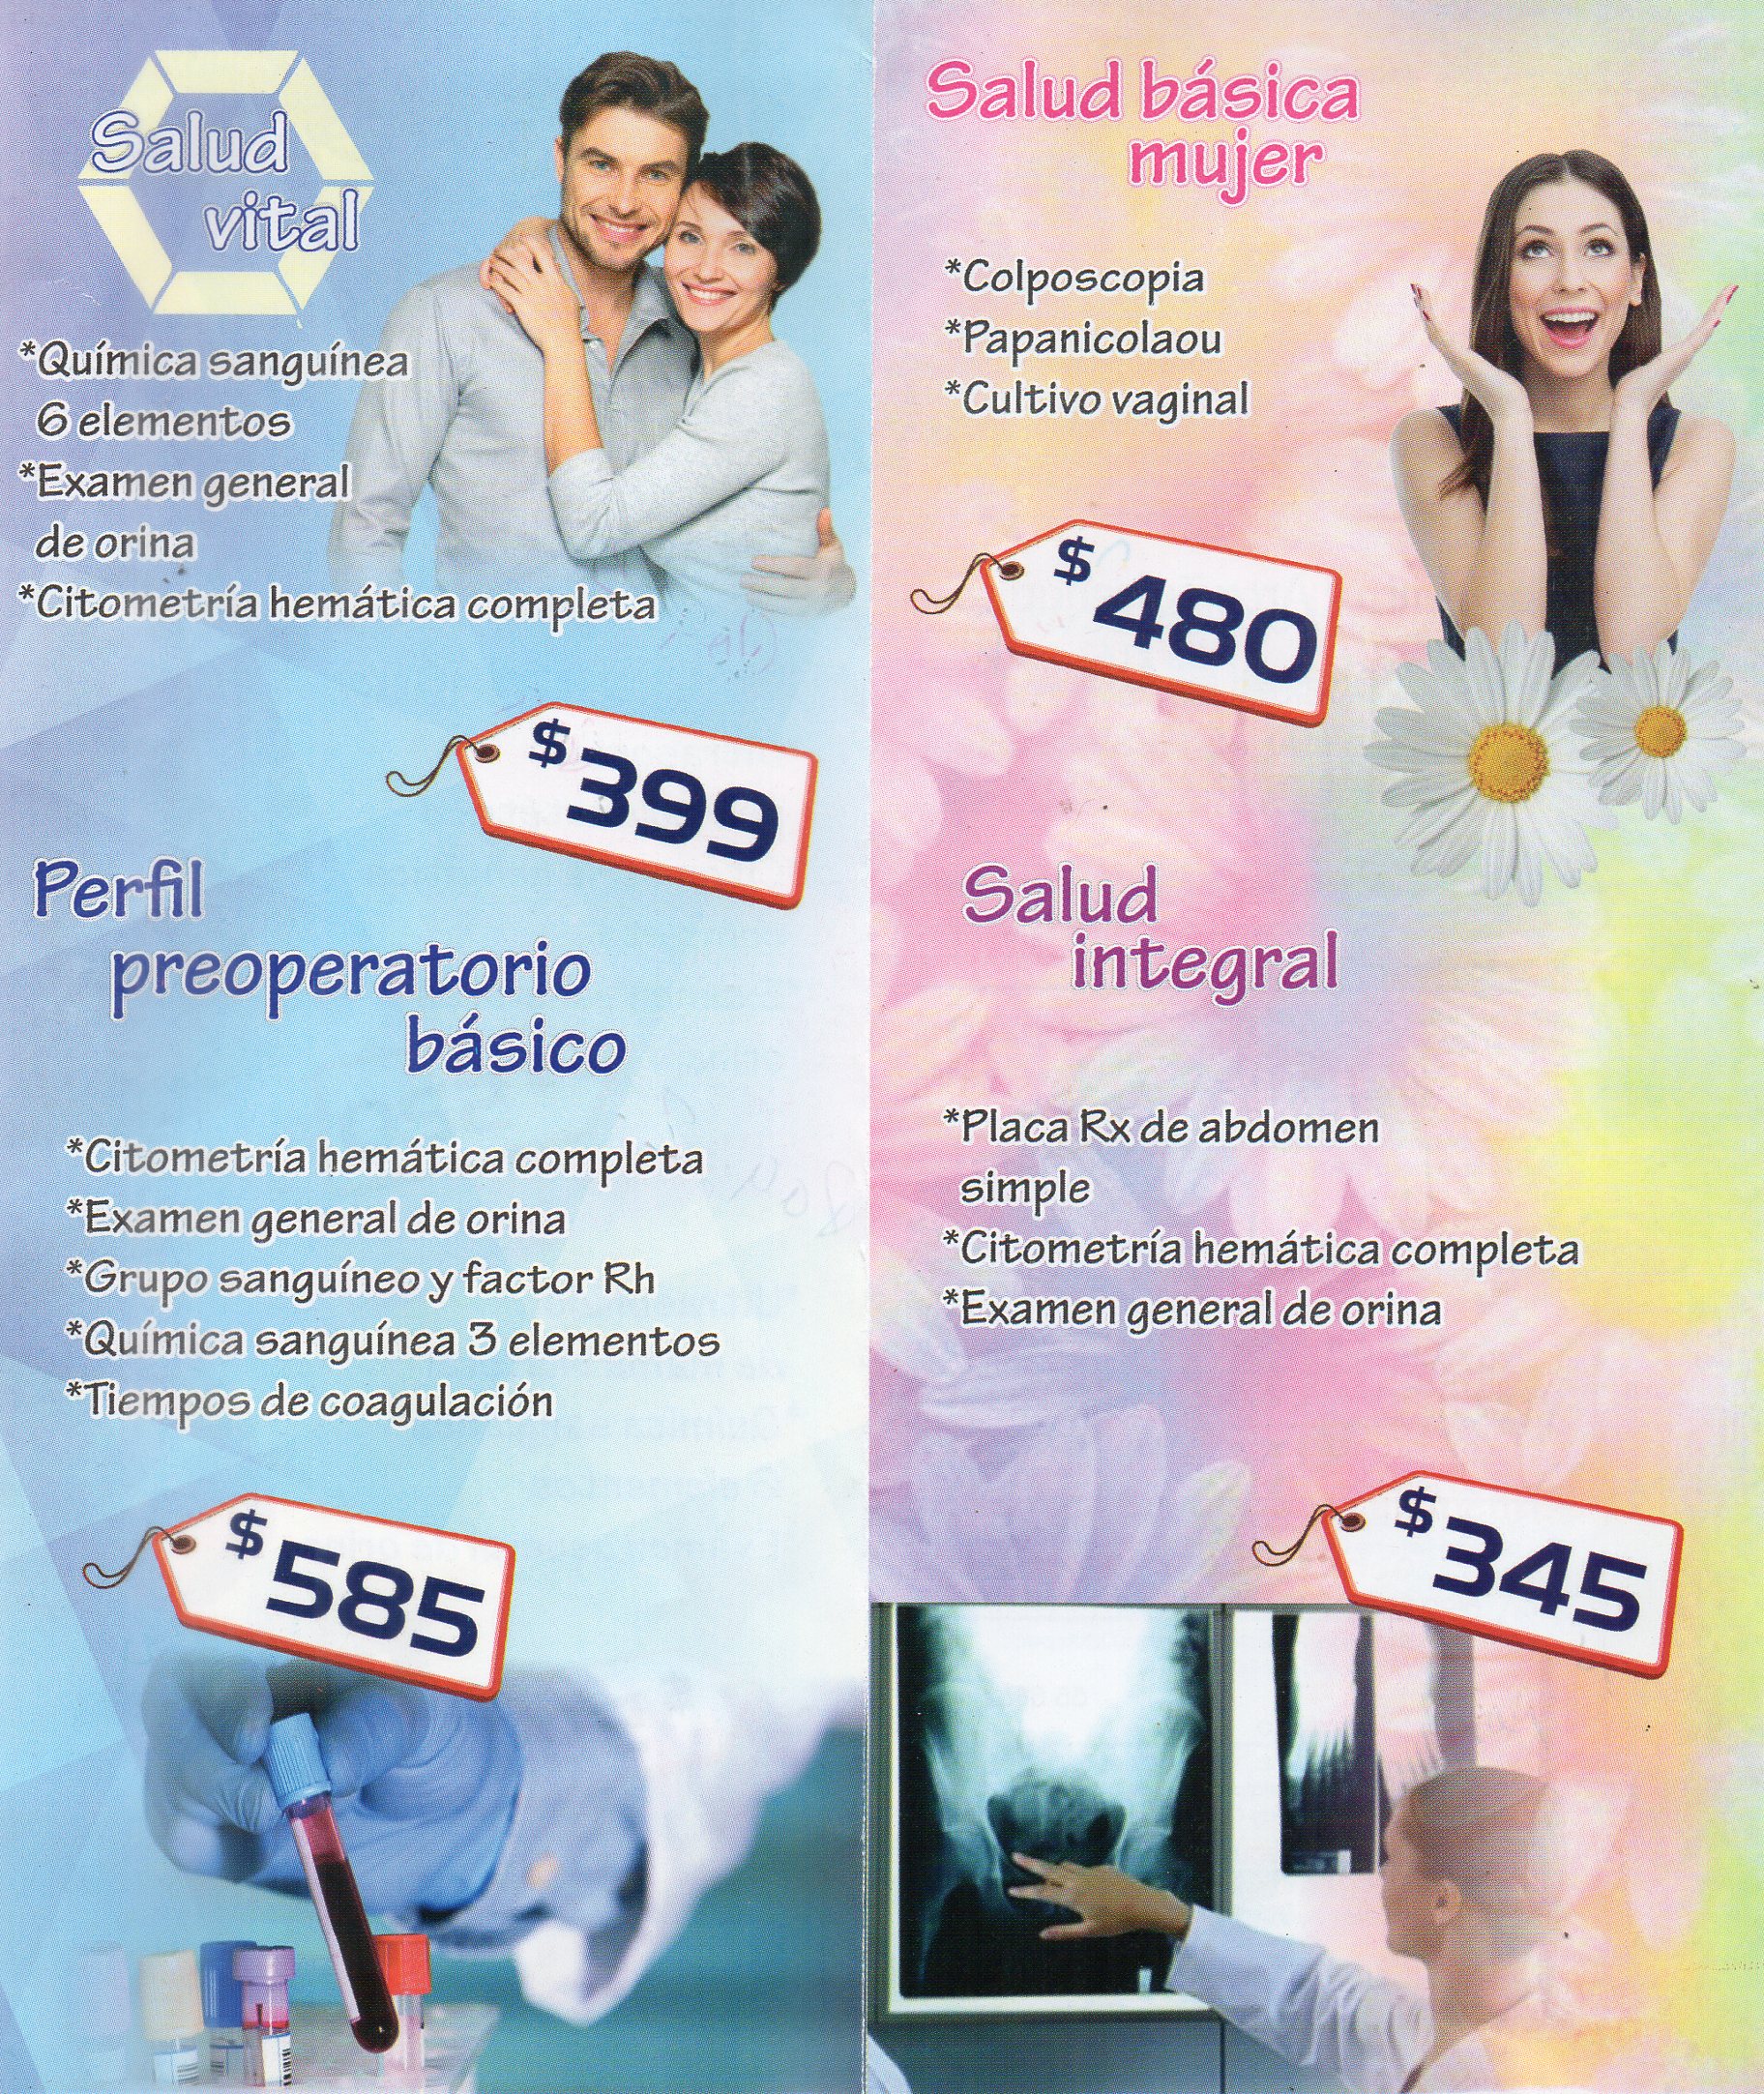 Salud
vital
*Química sanguínea
6 elementos
*Examen general
de orina
*Citometría hemática completa
$399
Perfil
preoperatorio
básico
*Citometría hemática completa
*Examen general de orina
*Grupo sanguíneo y factor Rh
*Química sanguínea 3 elementos
*Tiempos de coagulación
$585
Salud básica
mujer
*Colposcopia
*Papanicolaou
*Cultivo vaginal
$480
Salud
integral
*Placa Rx de abdomen
simple
*Citometría hemática completa
*Examen general de orina
$345